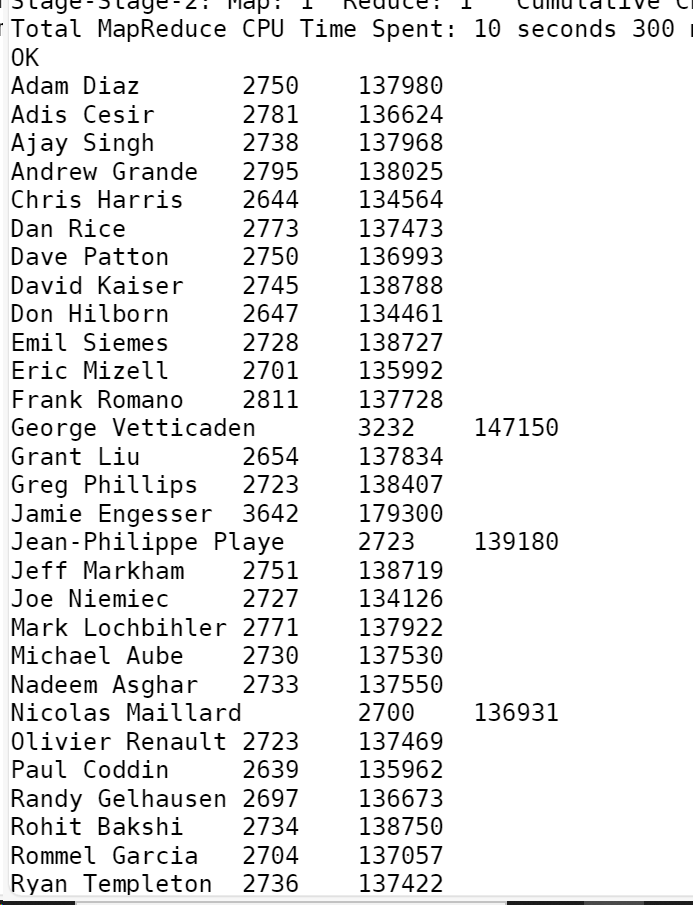 Stage-Stage-2: Map: 1  Reduce: 1   Cumulative
Total MapReduce CPU Time Spent: 10 seconds 300
OK
Adam Diaz	2750	137980
Adis Cesir	2781	136624
Ajay Singh	2738	137968
Andrew Grande	2795	138025
Chris Harris	2644	134564
Dan Rice	2773	137473
Dave Patton	2750	136993
David Kaiser	2745	138788
Don Hilborn	2647	134461
Emil Siemes	2728	138727
Eric Mizell	2701	135992
Frank Romano	2811	137728
George Vetticaden	3232	147150
Grant Liu	2654	137834
Greg Phillips	2723	138407
Jamie Engesser	3642	179300
Jean-Philippe Playe	2723	139180
Jeff Markham	2751	138719
Joe Niemiec	2727	134126
Mark Lochbihler	2771	137922
Michael Aube	2730	137530
Nadeem Asghar	2733	137550
Nicolas Maillard	2700	136931
Olivier Renault	2723	137469
Paul Coddin	2639	135962
Randy Gelhausen	2697	136673
Rohit Bakshi	2734	138750
Rommel Garcia	2704	137057
Ryan Templeton	2736	137422